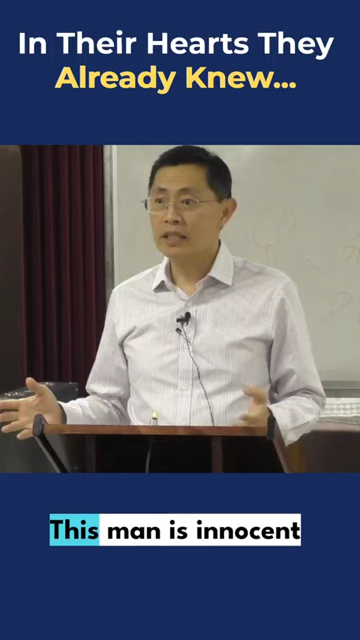 In Their Hearts They
Already Knew...
This man is innocent